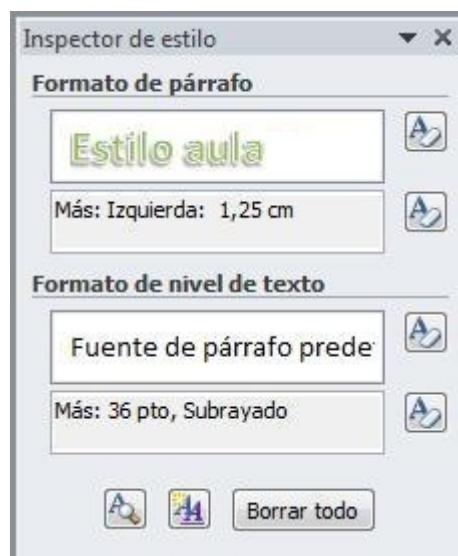 Inspector de estilo
Formato de párrafo
Estilo aula
Más: Izquierda: 1,25 cm
Formato de nivel de texto
Fuente de párrafo prede
Más: 36 pto, Subrayado
Borrar todo